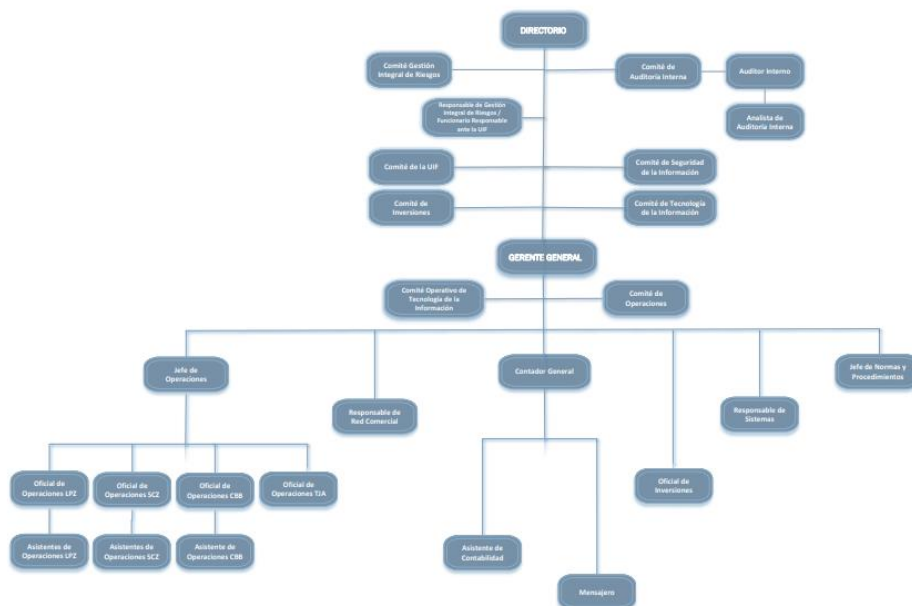 DIRECTORIO
Comité Gestión
Integral de Riesgos
Comité de
Auditoría Interna
Auditor Interno
Responsable de Gestión
Integral de Riesgos /
Funcionario Responsable
ante la UIF
Analista de
Auditoría Interna
Comité de la UIF
Comité de Seguridad
de la Información
Comité de
Inversiones
Comité de Tecnología
de la Información
GERENTE GENERAL
Comité Operativo de
Tecnología de la
Información
Comité de
Operaciones
Jefe de
Operaciones
Contador General
Jefe de Normas y
Procedimientos
Responsable de
Red Comercial
Responsable de
Sistemas
Oficial de
Operaciones LPZ
Oficial de
Operaciones SCZ
Oficial de
Operaciones CBB
Oficial de
Operaciones TJA
Oficial de
Inversiones
Asistentes de
Operaciones LPZ
Asistentes de
Operaciones SCZ
Asistente de
Operaciones CBB
Asistente de
Contabilidad
Mensajero